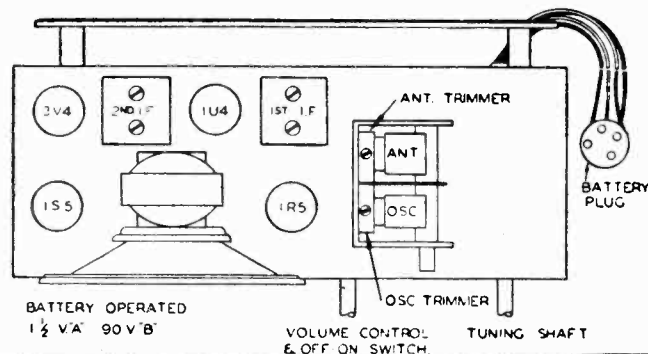 ANT. TRIMMER
3V4
2ND I.F
1U4
1ST I.F
ANT
BATTERY
PLUG
1S5
1R5
OSC
OSC TRIMMER
BATTERY OPERATED
1½ V."A" 90 V"B"
VOLUME CONTROL
& OFF-ON SWITCH.
TUNING SHAFT